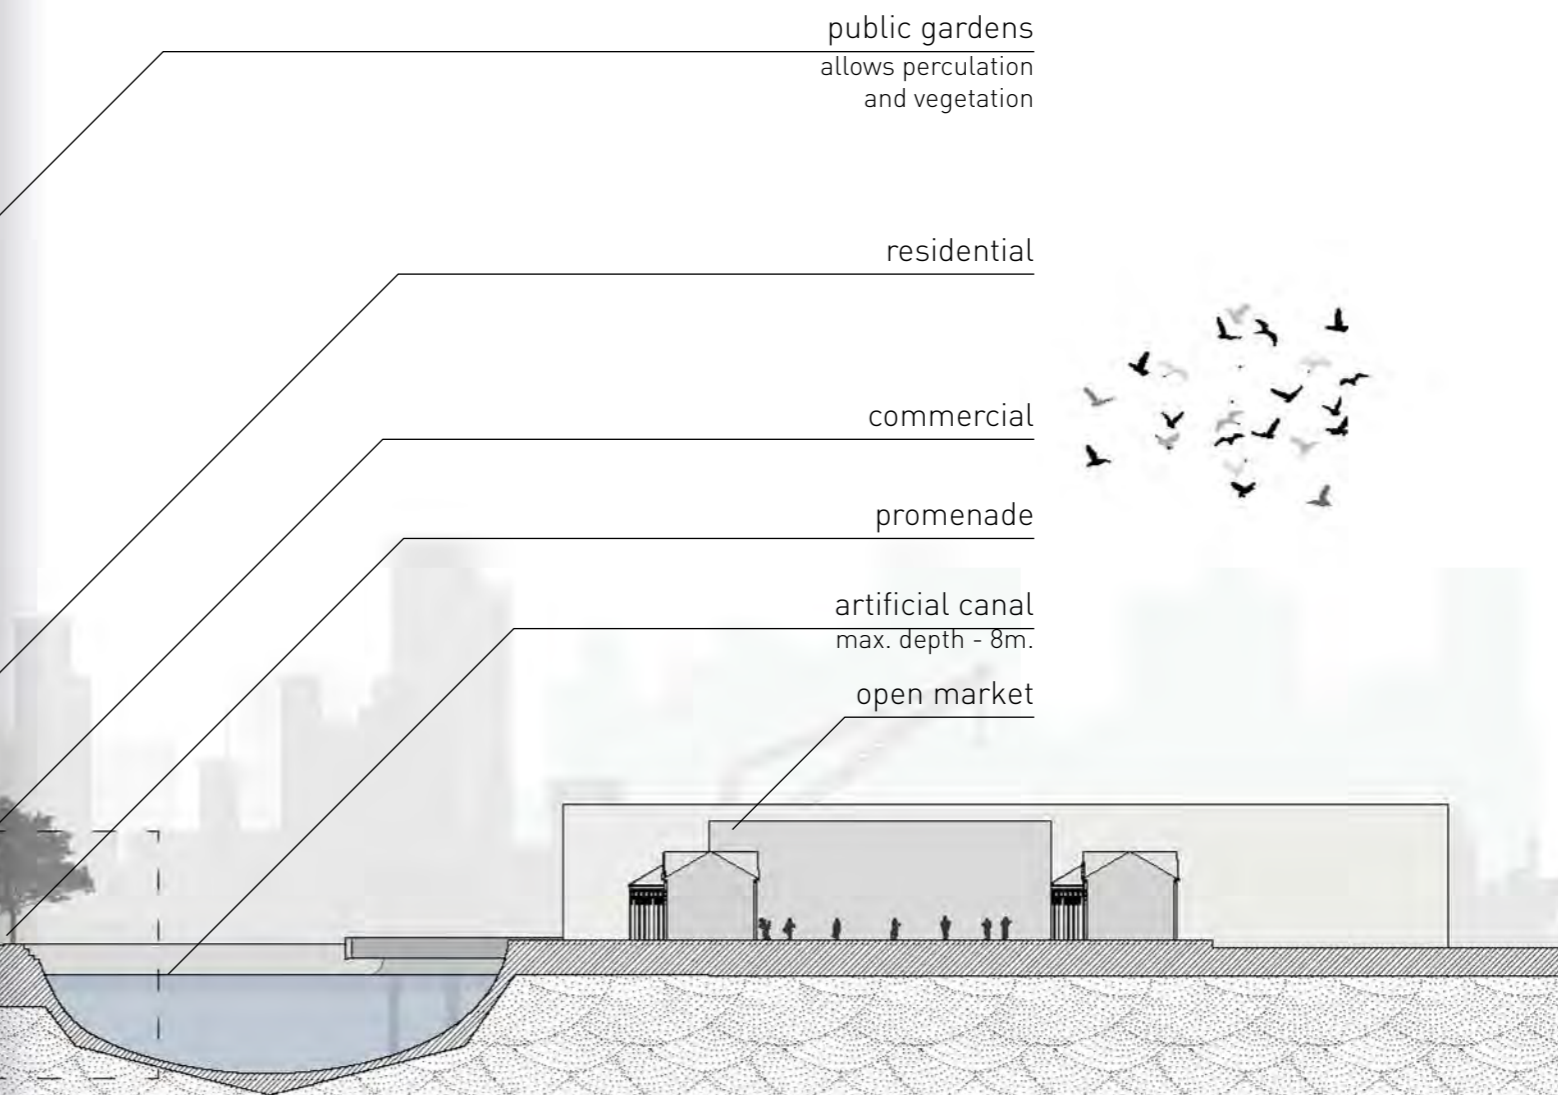 public gardens
allows perculation
and vegetation
residential
commercial
promenade
artificial canal
max. depth - 8m.
open market